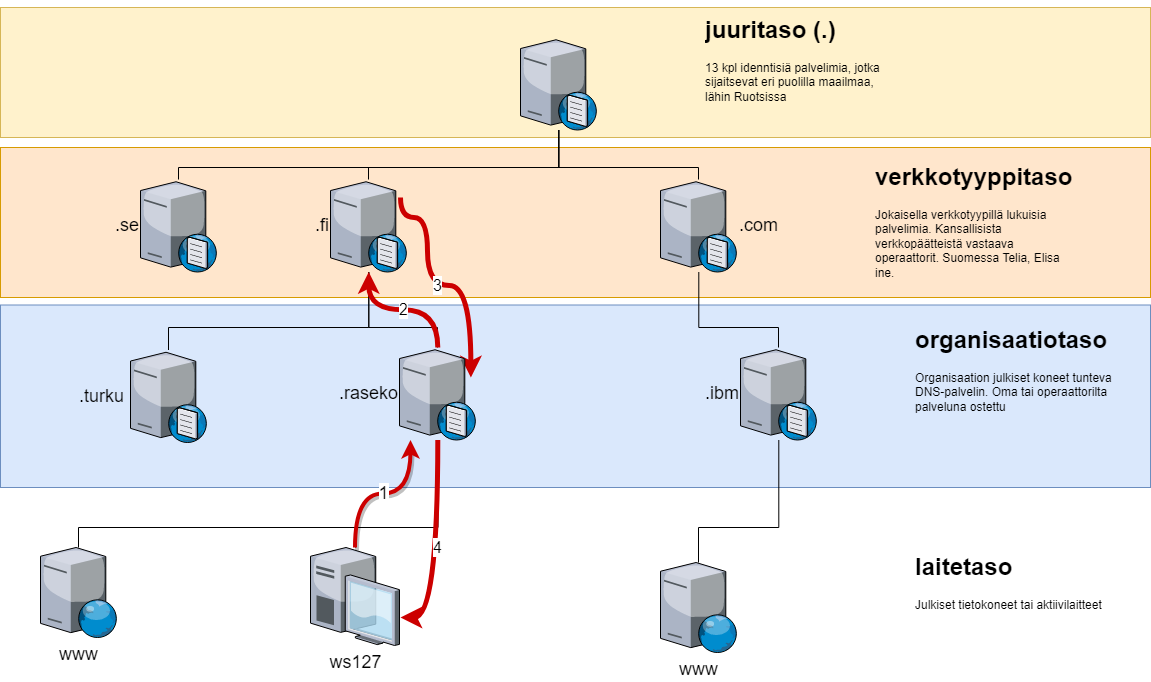 juuritaso (.)
13 kpl idenntisiä palvelimia, jotka
sijaitsevat eri puolilla maailmaa,
lähin Ruotsissa
verkkotyyppitaso
Jokaisella verkkotyypillä lukuisia
palvelimia. Kansallisista
verkkopäätteistä vastaava
operaattorit. Suomessa Telia, Elisa
ine.
.se
.fi
.com
3
2
organisaatiotaso
Organisaation julkiset koneet tunteva
DNS-palvelin. Oma tai operaattorilta
palveluna ostettu
.turku
.raseko
.ibm
1
4
laitetaso
Julkiset tietokoneet tai aktiivilaitteet
www
ws127
www